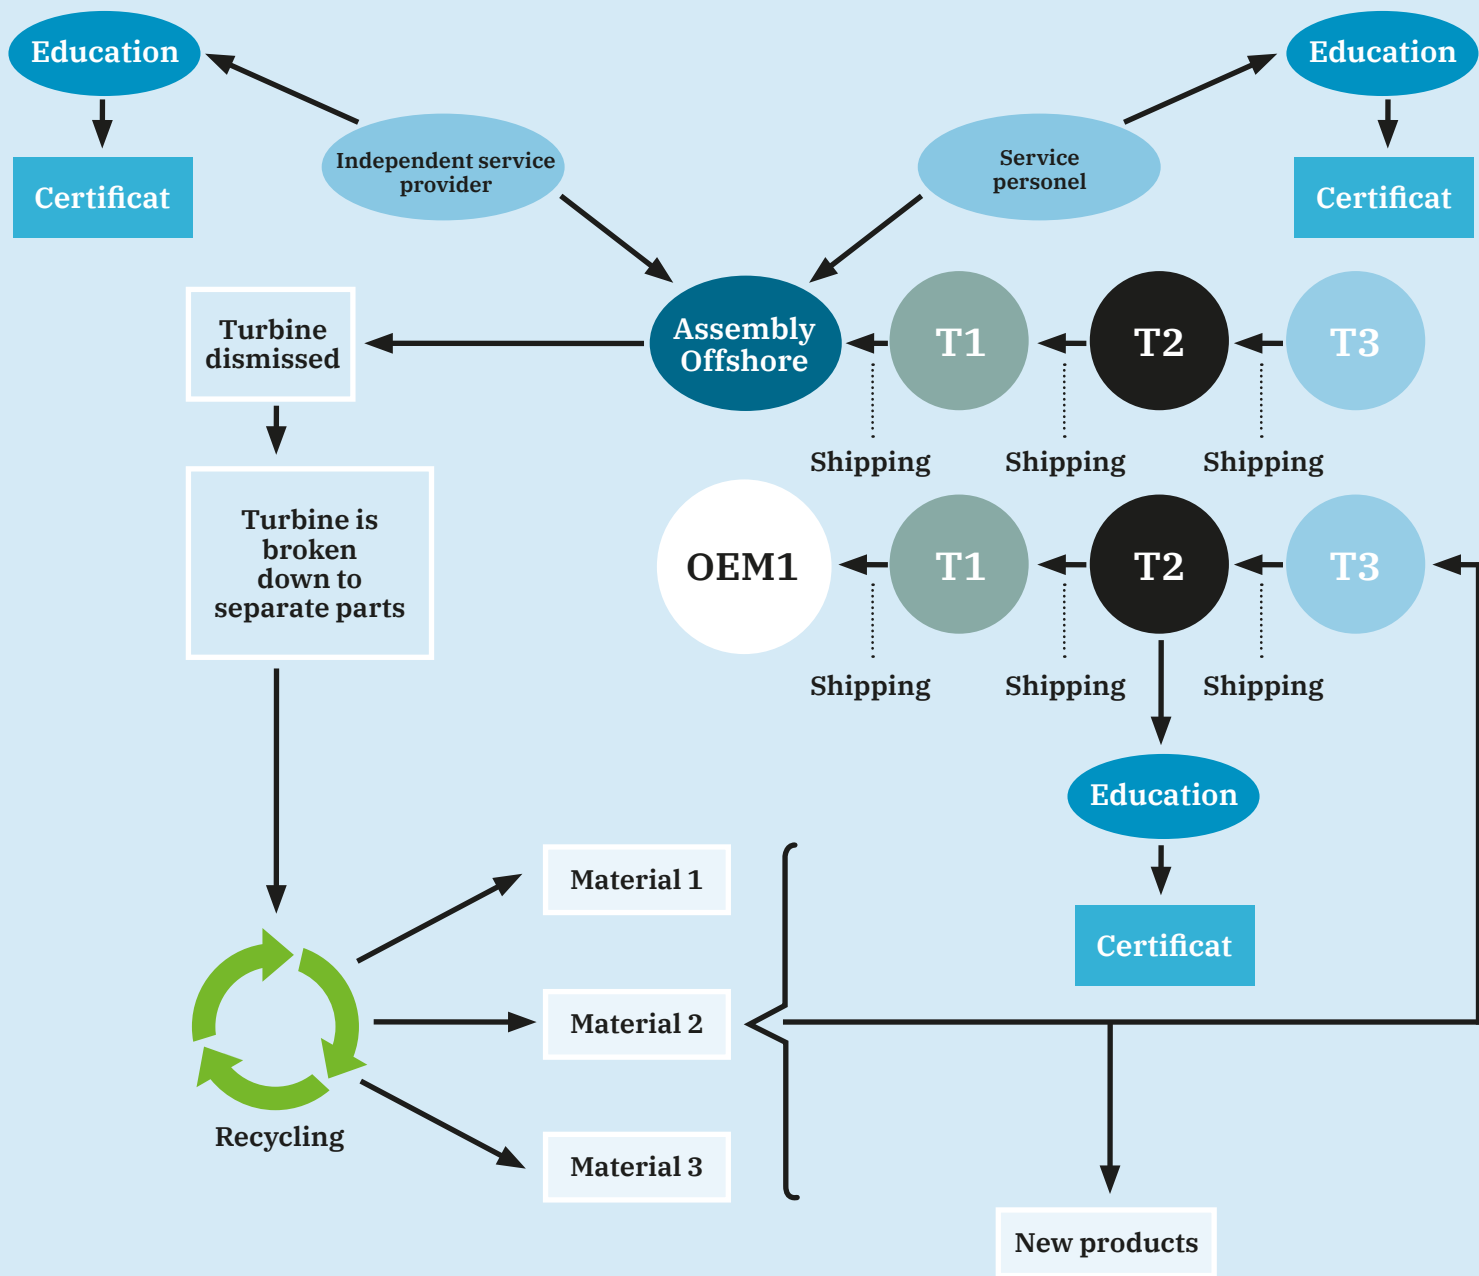 Education
Education
Independent service
provider
Service
personel
Certificat
Certificat
Turbine
dismissed
Assembly
Offshore
T1
T2
T3
Shipping
Shipping
Shipping
Turbine is
broken
down to
separate parts
OEM1
T1
T2
T3
Shipping
Shipping
Shipping
Education
Material 1
Certificat
Material 2
Recycling
Material 3
New products